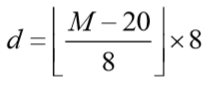 d = ⌊(M − 20)/8⌋ × 8